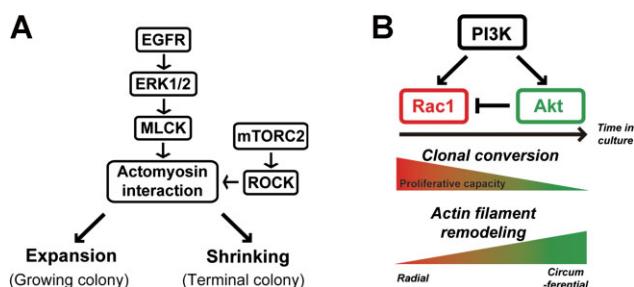 A
EGFR
ERK1/2
MLCK
mTORC2
Actomyosin
interaction
ROCK
Expansion
(Growing colony)
Shrinking
(Terminal colony)
B
PI3K
Rac1
Akt
Time in
culture
Clonal conversion
Proliferative capacity
Actin filament
remodeling
Radial
Circum
-ferential